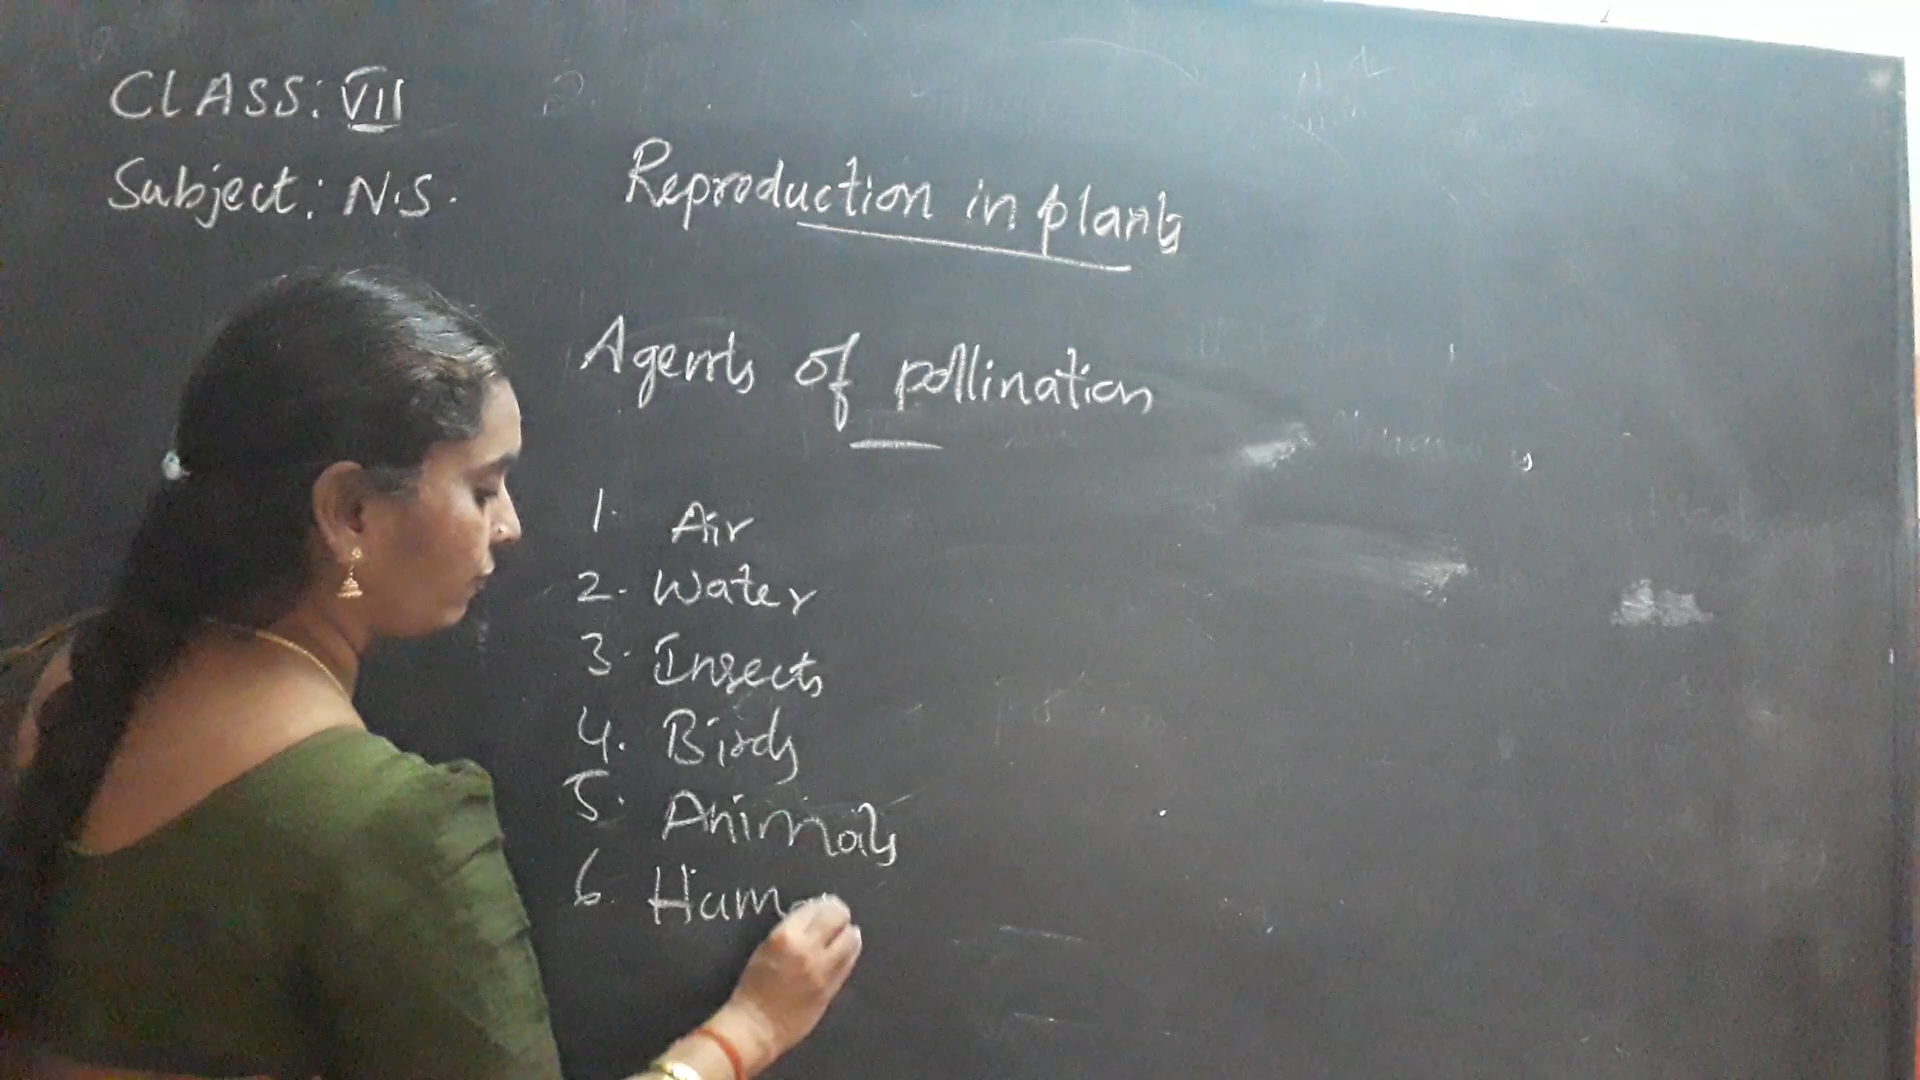 CLASS: VII
Subject: N.S.
Reproduction in plants
Agents of pollination
1. Air
2. Water
3. Insects
4. Birds
5. Animals
6. Huma